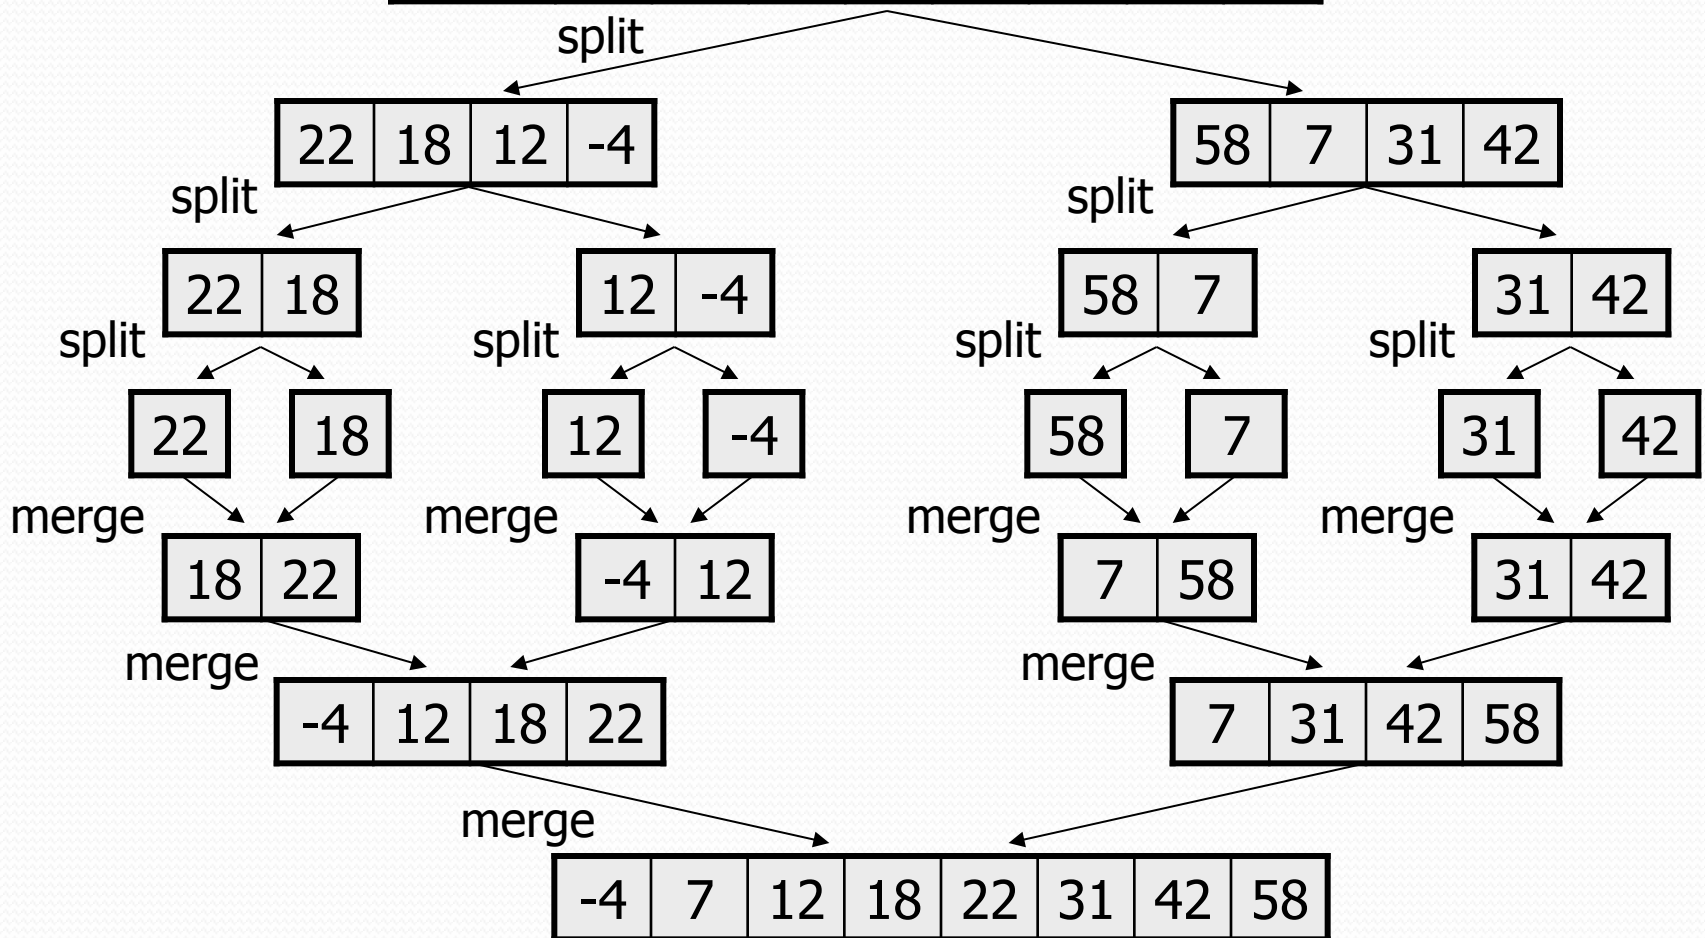 split
22 18 12 -4 58 7 31 42
split split
22 18 12 -4 58 7 31 42
split split split split
22 18 12 -4 58 7 31 42
merge merge merge merge
18 22 -4 12 7 58 31 42
merge merge
-4 12 18 22 7 31 42 58
merge
-4 7 12 18 22 31 42 58